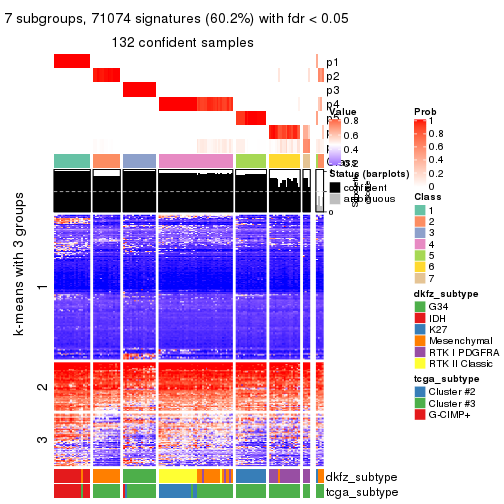 7 subgroups, 71074 signatures (60.2%) with fdr < 0.05
132 confident samples
p1
p2
p3
p4
Class
Value
0.8
0.6
0.4
0.2
Status (barplots)
confident
ambiguous
0
Prob
1
0.8
0.6
0.4
0.2
0
Class
1
2
3
4
5
6
7
dkfz_subtype
G34
IDH
K27
Mesenchymal
RTK I PDGFRA
RTK II Classic
tcga_subtype
Cluster #2
Cluster #3
G-CIMP+
k-means with 3 groups
1
2
3
dkfz_subtype
tcga_subtype